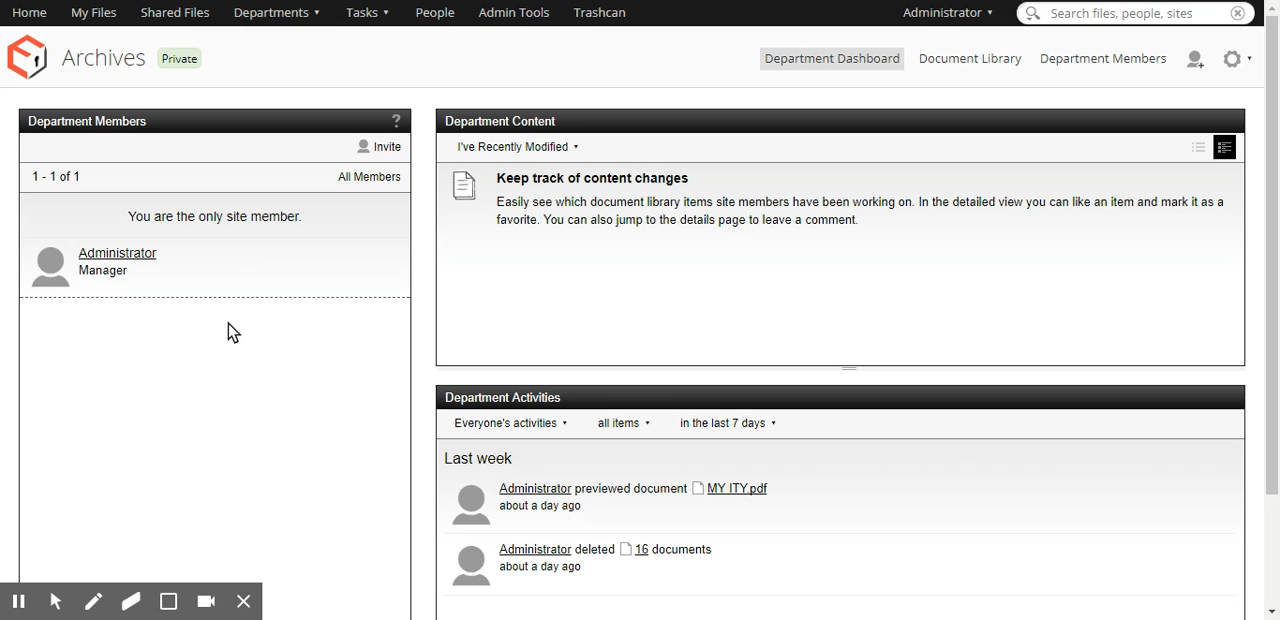 Home My Files Shared Files Departments Tasks People Admin Tools Trashcan Administrator Search files, people, sites
Archives Private Department Dashboard Document Library Department Members
Department Members ?
Invite
1 - 1 of 1 All Members
You are the only site member.
Administrator
Manager
Department Content
I've Recently Modified
Keep track of content changes
Easily see which document library items site members have been working on. In the detailed view you can like an item and mark it as a
favorite. You can also jump to the details page to leave a comment.
Department Activities
Everyone's activities all items in the last 7 days
Last week
Administrator previewed document MY ITY.pdf
about a day ago
Administrator deleted 16 documents
about a day ago